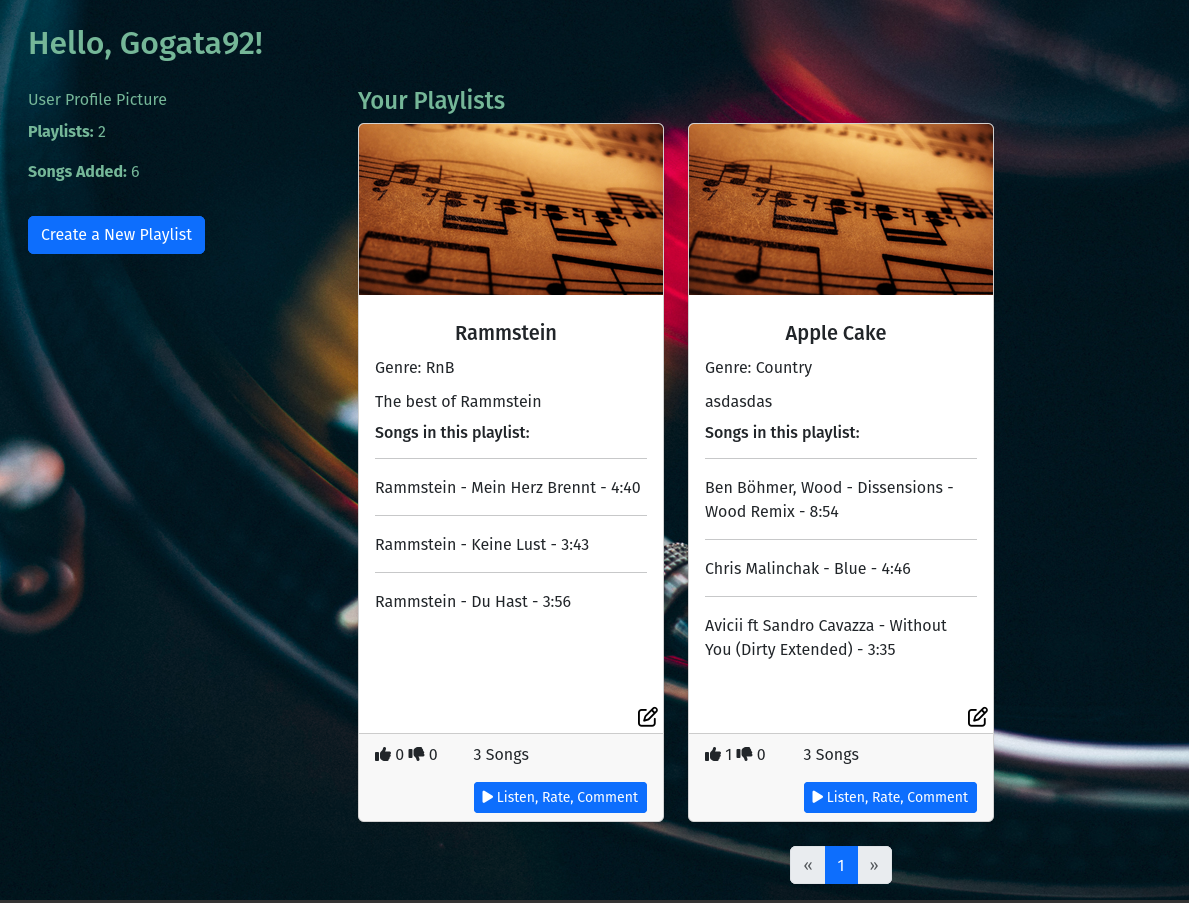 Hello, Gogata92!
User Profile Picture
Playlists: 2
Songs Added: 6
Create a New Playlist
Your Playlists
Rammstein
Genre: RnB
The best of Rammstein
Songs in this playlist:
Rammstein - Mein Herz Brennt - 4:40
Rammstein - Keine Lust - 3:43
Rammstein - Du Hast - 3:56
0 0 3 Songs
Listen, Rate, Comment
Apple Cake
Genre: Country
asdasdas
Songs in this playlist:
Ben Böhmer, Wood - Dissensions -
Wood Remix - 8:54
Chris Malinchak - Blue - 4:46
Avicii ft Sandro Cavazza - Without
You (Dirty Extended) - 3:35
1 0 3 Songs
Listen, Rate, Comment
« 1 »